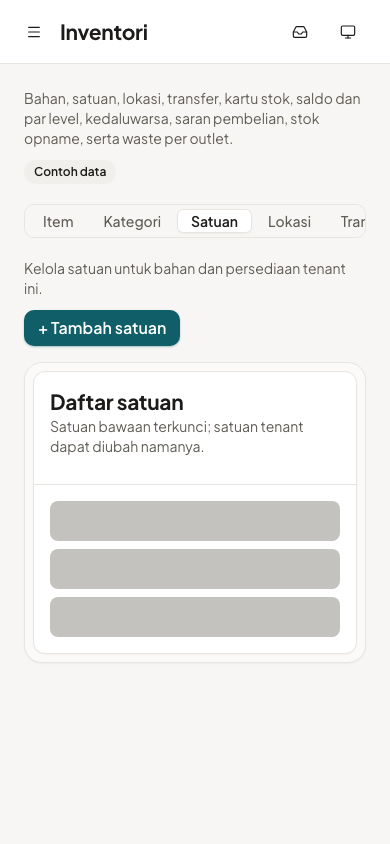 Inventori
Bahan, satuan, lokasi, transfer, kartu stok, saldo dan
par level, kedaluwarsa, saran pembelian, stok
opname, serta waste per outlet.
Contoh data
Item Kategori Satuan Lokasi Tran
Kelola satuan untuk bahan dan persediaan tenant
ini.
+ Tambah satuan
Daftar satuan
Satuan bawaan terkunci; satuan tenant
dapat diubah namanya.